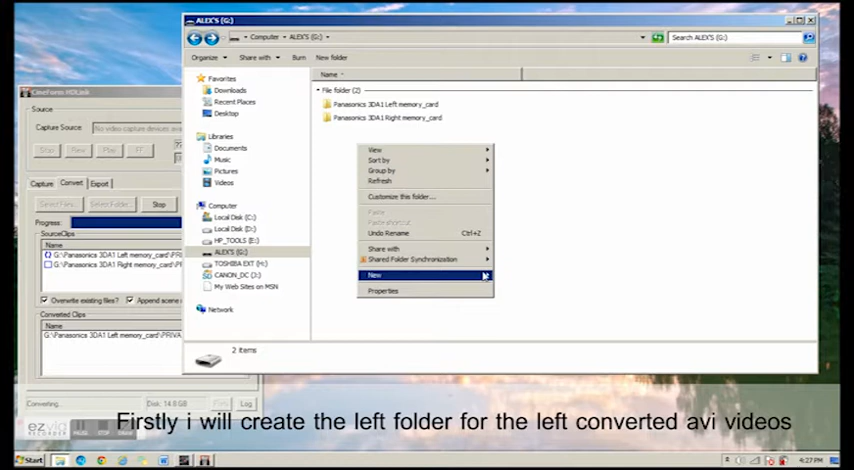 ALEX'S (G:)
Computer ▸ ALEX'S (G:)
Search ALEX'S (G:)
Organize
Share with
Burn
New folder
Name
File folder (2)
Panasonics 3DA1 Left memory_card
Panasonics 3DA1 Right memory_card
Favorites
Downloads
Recent Places
Desktop
Libraries
Documents
Music
Pictures
Videos
Computer
Local Disk (C:)
Local Disk (D:)
HP_TOOLS (E:)
ALEX'S (G:)
TOSHIBA EXT (H:)
CANON_DC (J:)
My Web Sites on MSN
Network
View
Sort by
Group by
Refresh
Customize this folder...
Paste
Paste shortcut
Undo Rename Ctrl+Z
Share with
Shared Folder Synchronization
New
Properties
2 items
CineForm HDLink
Source
Capture Source
No video capture devices ava
Stop
Play
FF
Capture
Convert
Export
Select Files...
Select Folder...
Stop
Progress:
SourceClips
Name
G:\Panasonics 3DA1 Left memory_card\
G:\Panasonics 3DA1 Right memory_card\
Overwrite existing files?
Append scene
Converted Clips
Name
G:\Panasonics 3DA1 Left memory_card\PRIVA
Converting...
Disk: 14.8 GB
Log
Firstly i will create the left folder for the left converted avi videos
ezvid
RECORDER
PAUSE
STOP
Start
4:27 PM